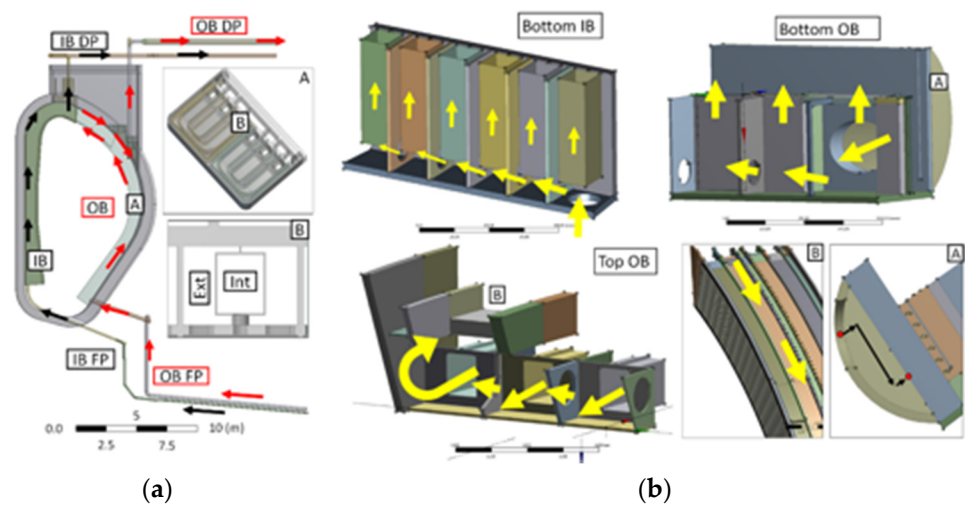 OB DP
IB DP
A
B
OB
A
IB
B
Ext
Int
IB FP
OB FP
0.0
5
10 (m)
2.5
7.5
(a)
Bottom IB
Bottom OB
A
Top OB
B
B
A
(b)